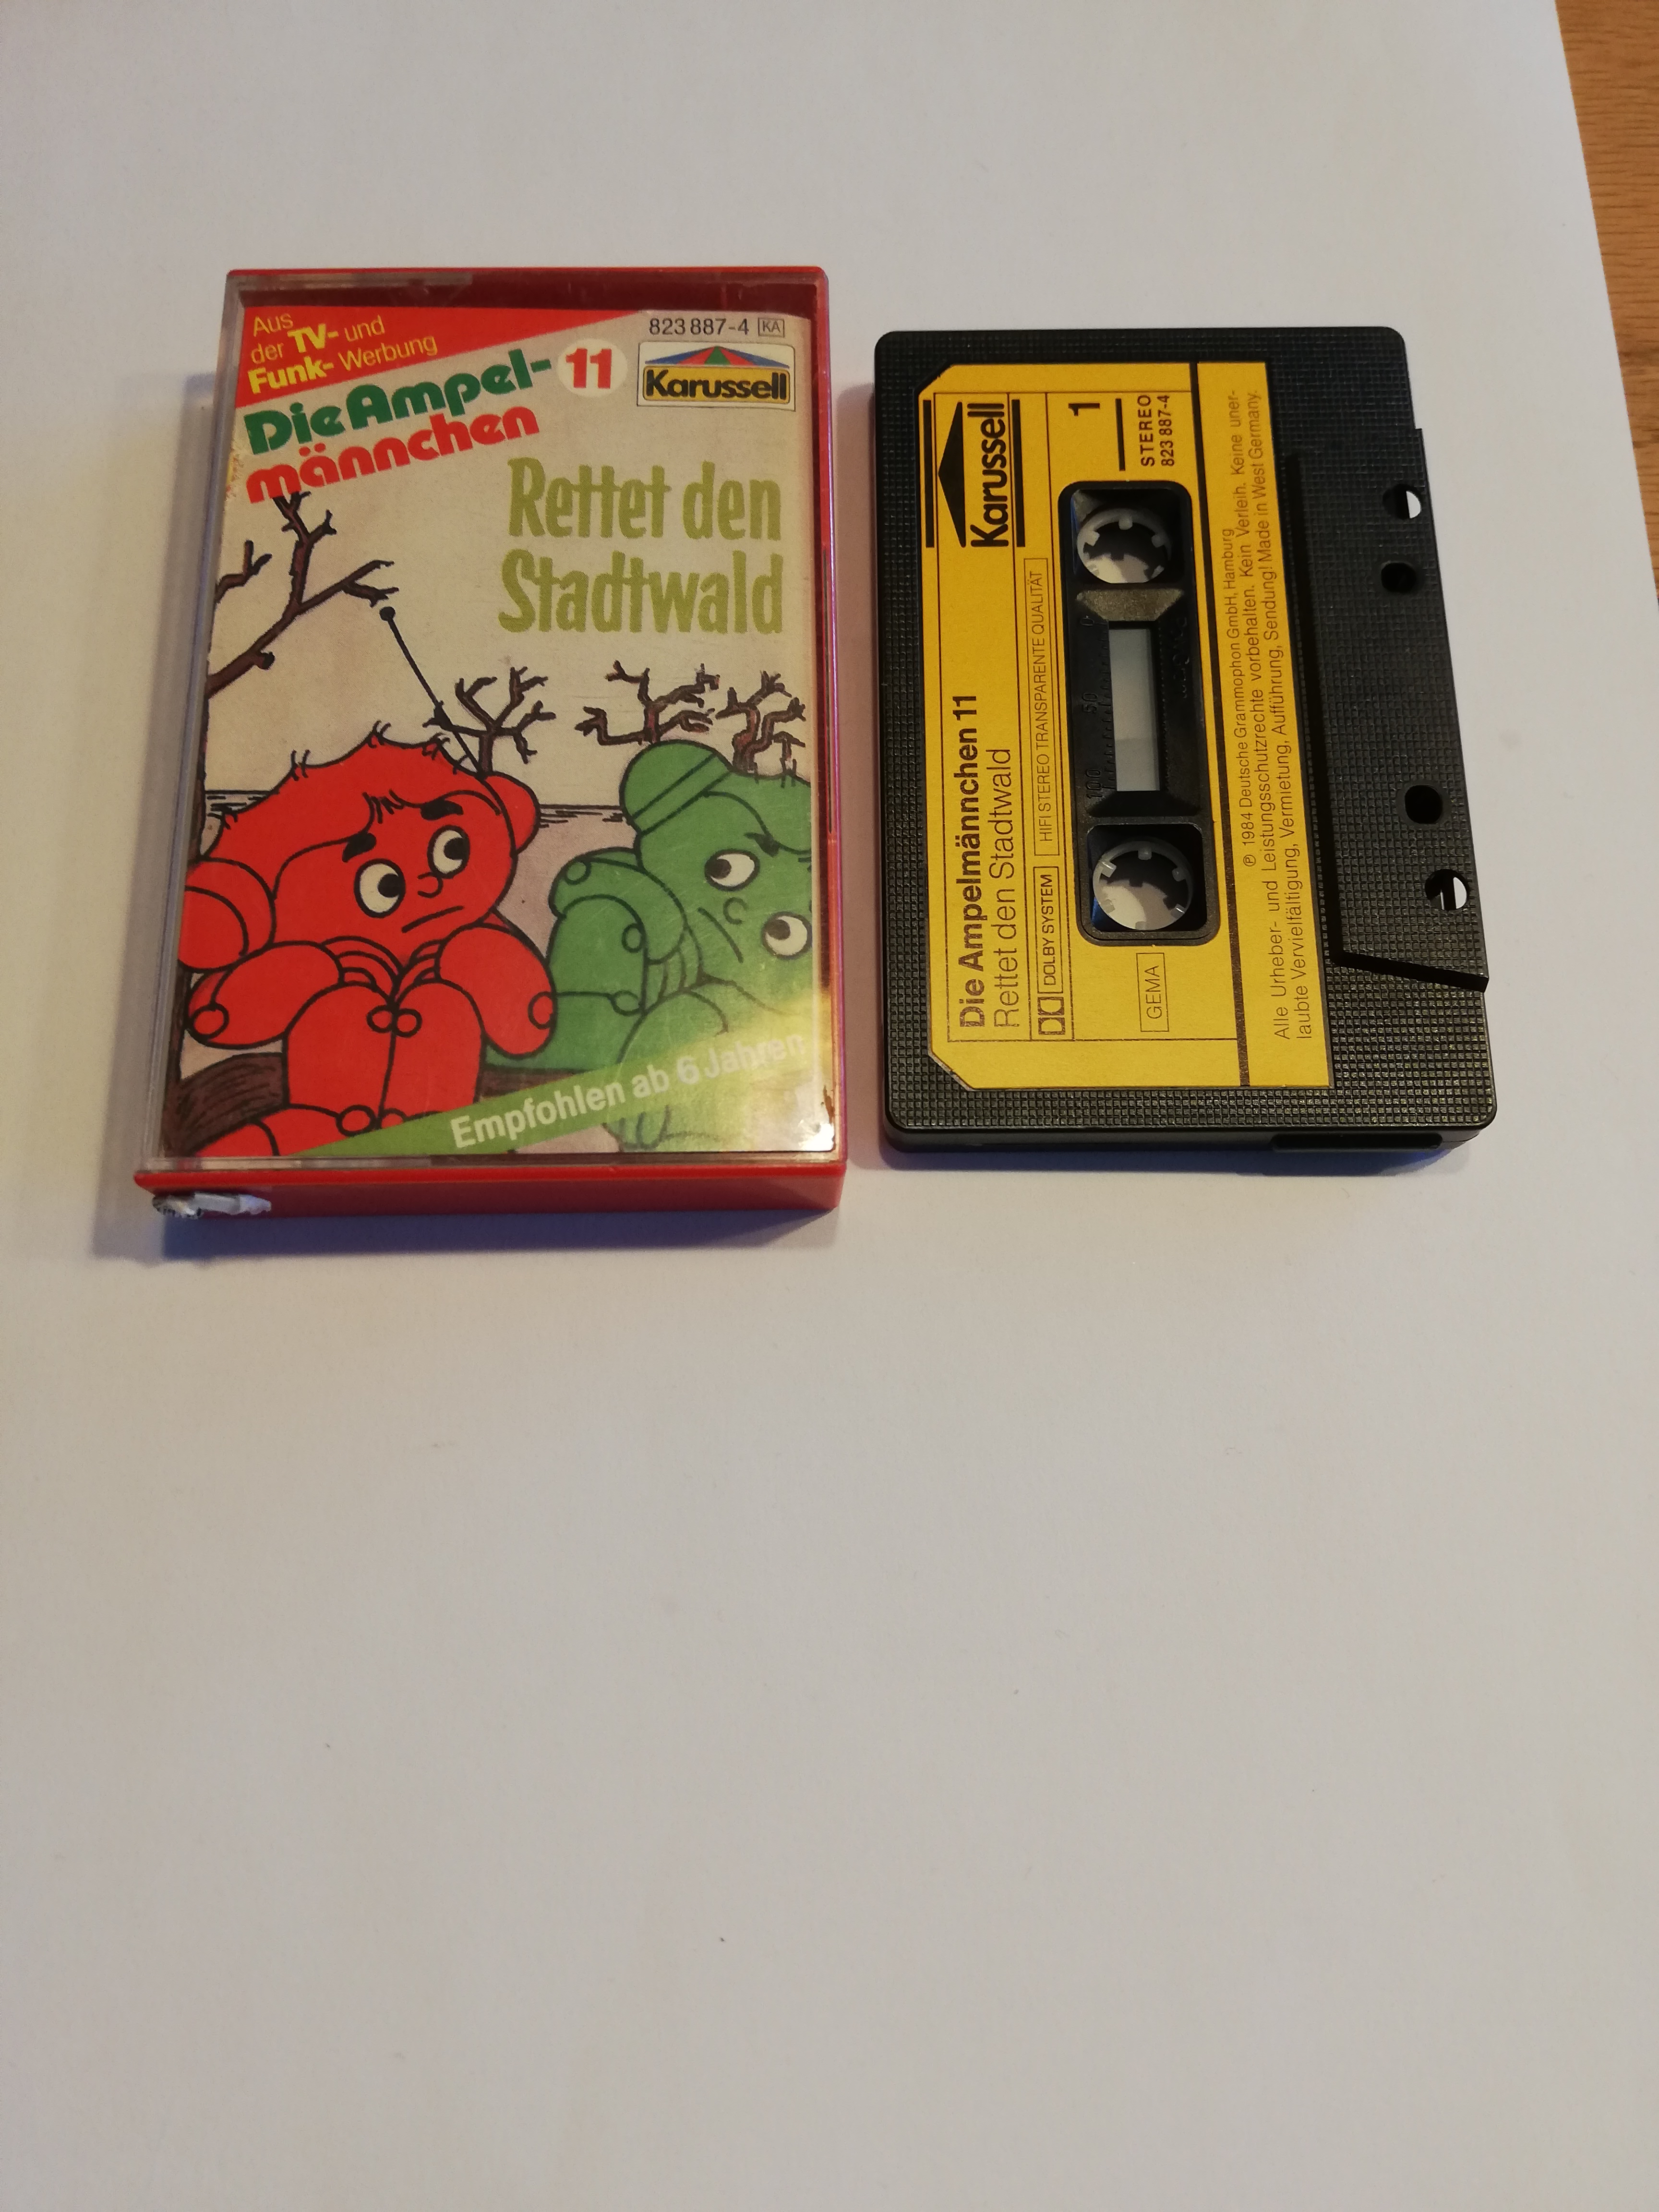 Aus
der TV- und
Funk- Werbung
Die Ampel-
männchen
11
823 887-4 KA
Karussell
Rettet den
Stadtwald
Empfohlen ab 6 Jahren
Karussell
1
STEREO
823 887-4
Die Ampelmännchen 11
Rettet den Stadtwald
DOLBY SYSTEM
HIFI STEREO TRANSPARENTE QUALITÄT
100 50 0
GEMA
℗ 1984 Deutsche Grammophon GmbH, Hamburg
Alle Urheber- und Leistungsschutzrechte vorbehalten. Kein Verleih. Keine uner-
laubte Vervielfältigung, Vermietung, Aufführung, Sendung! Made in West Germany.